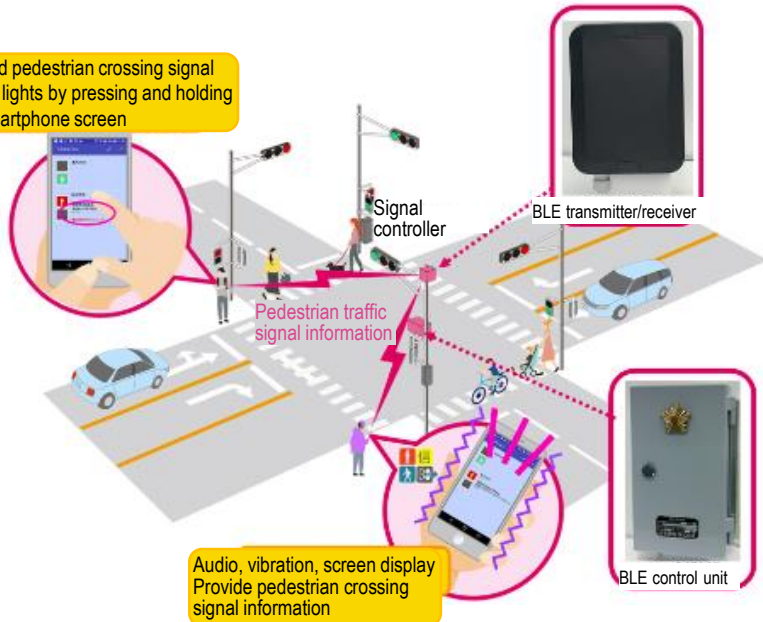 d pedestrian crossing signal
lights by pressing and holding
artphone screen
BLE transmitter/receiver
Signal
controller
Pedestrian traffic
signal information
Audio, vibration, screen display
Provide pedestrian crossing
signal information
BLE control unit